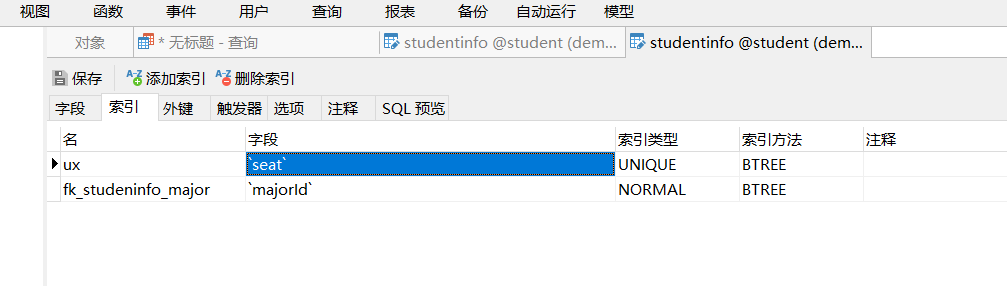 视图 函数 事件 用户 查询 报表 备份 自动运行 模型
对象 * 无标题 - 查询 studentinfo @student (dem... studentinfo @student (dem...
保存 A-Z 添加索引 A-Z 删除索引
字段 索引 外键 触发器 选项 注释 SQL 预览
名 字段 索引类型 索引方法 注释
ux `seat` UNIQUE BTREE
fk_studeninfo_major `majorId` NORMAL BTREE